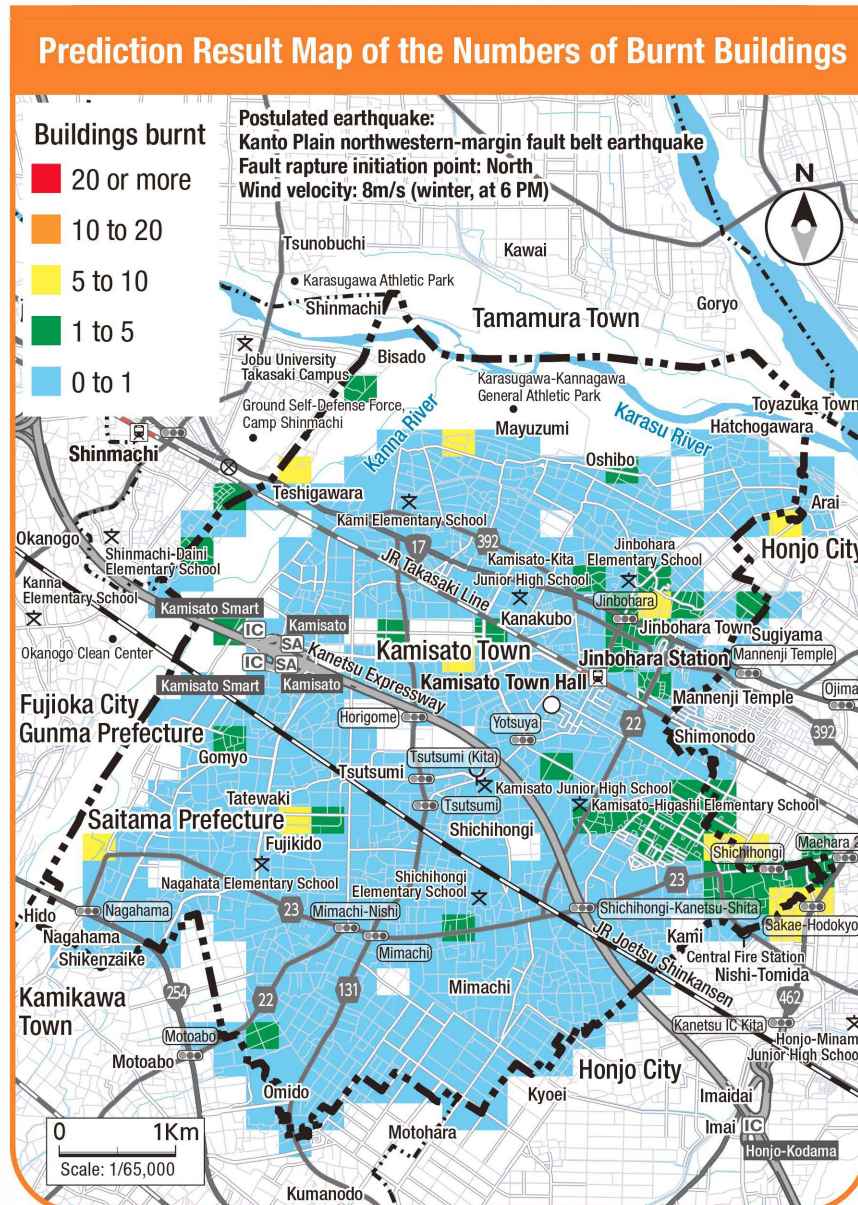 Prediction Result Map of the Numbers of Burnt Buildings
Buildings burnt
20 or more
10 to 20
5 to 10
1 to 5
0 to 1
Postulated earthquake:
Kanto Plain northwestern-margin fault belt earthquake
Fault rapture initiation point: North
Wind velocity: 8m/s (winter, at 6 PM)
N
Tsunobuchi
Kawai
Karasugawa Athletic Park
Shinmachi
Goryo
Tamamura Town
Jobu University
Takasaki Campus
Bisado
Karasugawa-Kannagawa
General Athletic Park
Ground Self-Defense Force,
Camp Shinmachi
Kanna River
Karasu River
Toyazuka Town
Hatchogawara
Mayuzumi
Shinmachi
Oshibo
Teshigawara
Arai
Kami Elementary School
Okanogo
Shinmachi-Daini
Elementary School
17
392
Honjo City
JR Takasaki Line
Kamisato-Kita
Junior High School
Jinbohara
Elementary School
Kanna
Elementary School
Kamisato Smart
IC
Kamisato
SA
Kanakubo
Jinbohara
Jinbohara Town
Sugiyama
Okanogo Clean Center
IC
SA
Kanetsu Expressway
Kamisato Town
Jinbohara Station
Mannenji Temple
Kamisato Smart
Kamisato
Kamisato Town Hall
Mannenji Temple
Ojima
Fujioka City
Gunma Prefecture
Horigome
Yotsuya
22
Shimonodo
392
Gomyo
Tsutsumi (Kita)
Tsutsumi
Kamisato Junior High School
Tatewaki
Tsutsumi
Kamisato-Higashi Elementary School
Saitama Prefecture
Shichihongi
Fujikido
Shichihongi
Maehara 2
Nagahata Elementary School
Shichihongi
Elementary School
23
Hido
Nagahama
23
Mimachi-Nishi
Shichihongi-Kanetsu-Shita
Sakae-Hodokyo
Nagahama
Mimachi
JR Joetsu Shinkansen
Kami
Central Fire Station
Shikenzaike
Nishi-Tomida
Kamikawa
Town
254
22
131
Mimachi
462
Motoabo
Kanetsu IC Kita
Motoabo
Honjo-Minam
Junior High Schoo
Honjo City
Omido
Kyoei
Imaidai
0
1Km
Scale: 1/65,000
Motohara
Imai
IC
Honjo-Kodama
Kumanodo